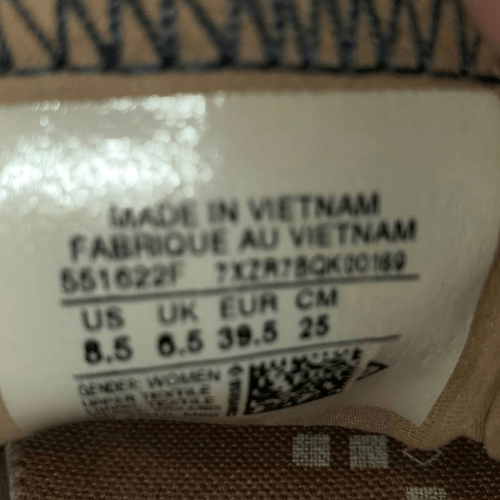 MADE IN VIETNAM
FABRIQUE AU VIETNAM
551622F 7XZR7BQK00169
US UK EUR CM
8.5 6.5 39.5 25
GENDER: WOMEN
UPPER TEXTILE